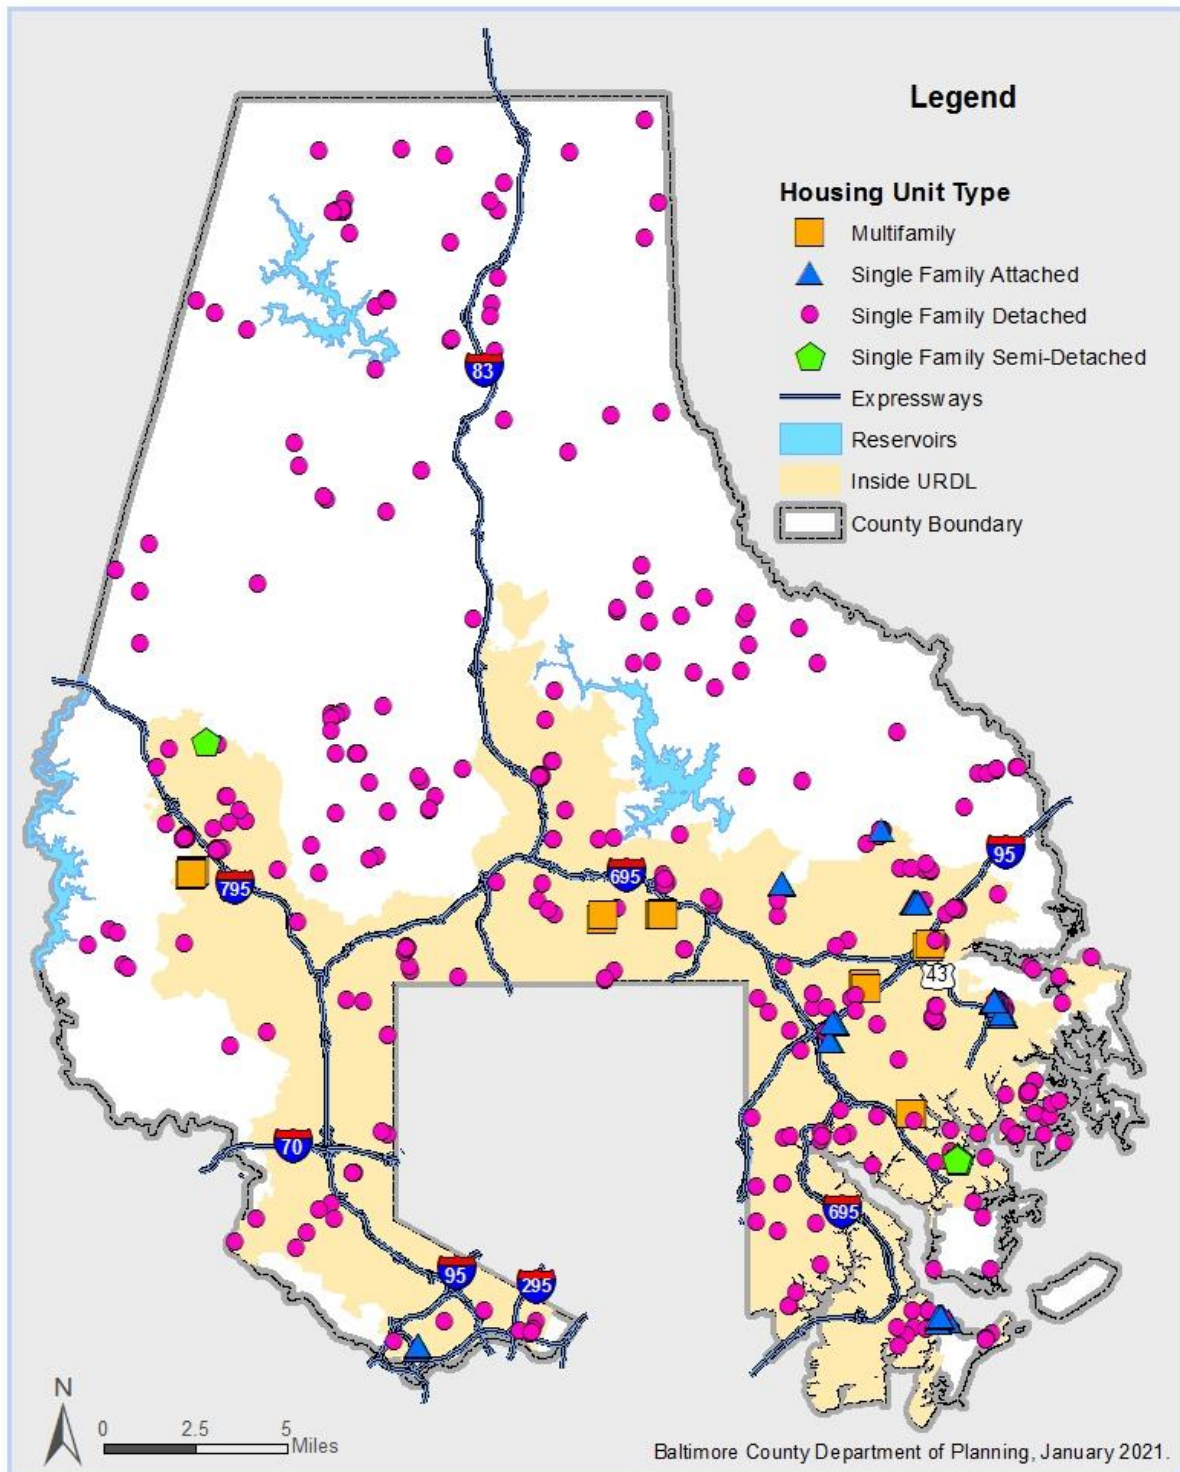 Legend
Housing Unit Type
Multifamily
Single Family Attached
Single Family Detached
Single Family Semi-Detached
Expressways
Reservoirs
Inside URDL
County Boundary
83
795
695
95
43
70
695
95
295
N
0 2.5 5
Miles
Baltimore County Department of Planning, January 2021.